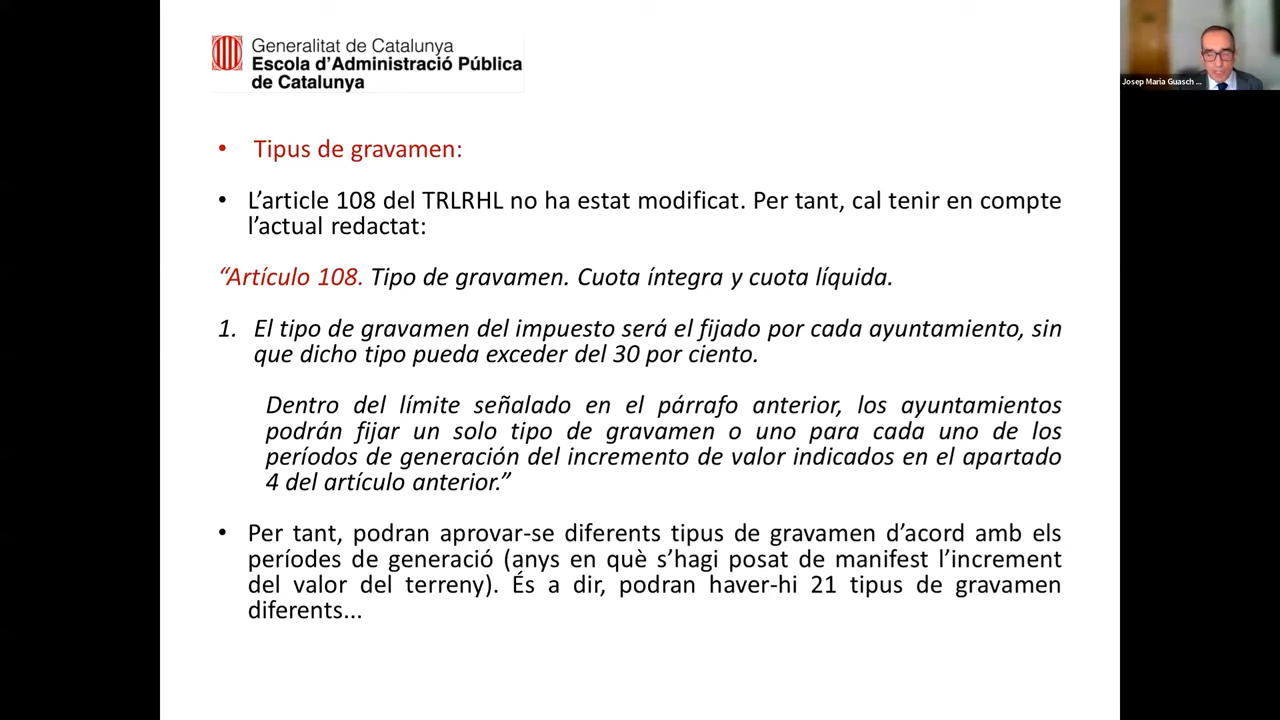 Generalitat de Catalunya
Escola d'Administració Pública
de Catalunya
Josep Maria Guasch ...
• Tipus de gravamen:
• L’article 108 del TRLRHL no ha estat modificat. Per tant, cal tenir en compte
l’actual redactat:
“Artículo 108. Tipo de gravamen. Cuota íntegra y cuota líquida.
1. El tipo de gravamen del impuesto será el fijado por cada ayuntamiento, sin
que dicho tipo pueda exceder del 30 por ciento.
Dentro del límite señalado en el párrafo anterior, los ayuntamientos
podrán fijar un solo tipo de gravamen o uno para cada uno de los
períodos de generación del incremento de valor indicados en el apartado
4 del artículo anterior.”
• Per tant, podran aprovar-se diferents tipus de gravamen d’acord amb els
períodes de generació (anys en què s’hagi posat de manifest l’increment
del valor del terreny). És a dir, podran haver-hi 21 tipus de gravamen
diferents...